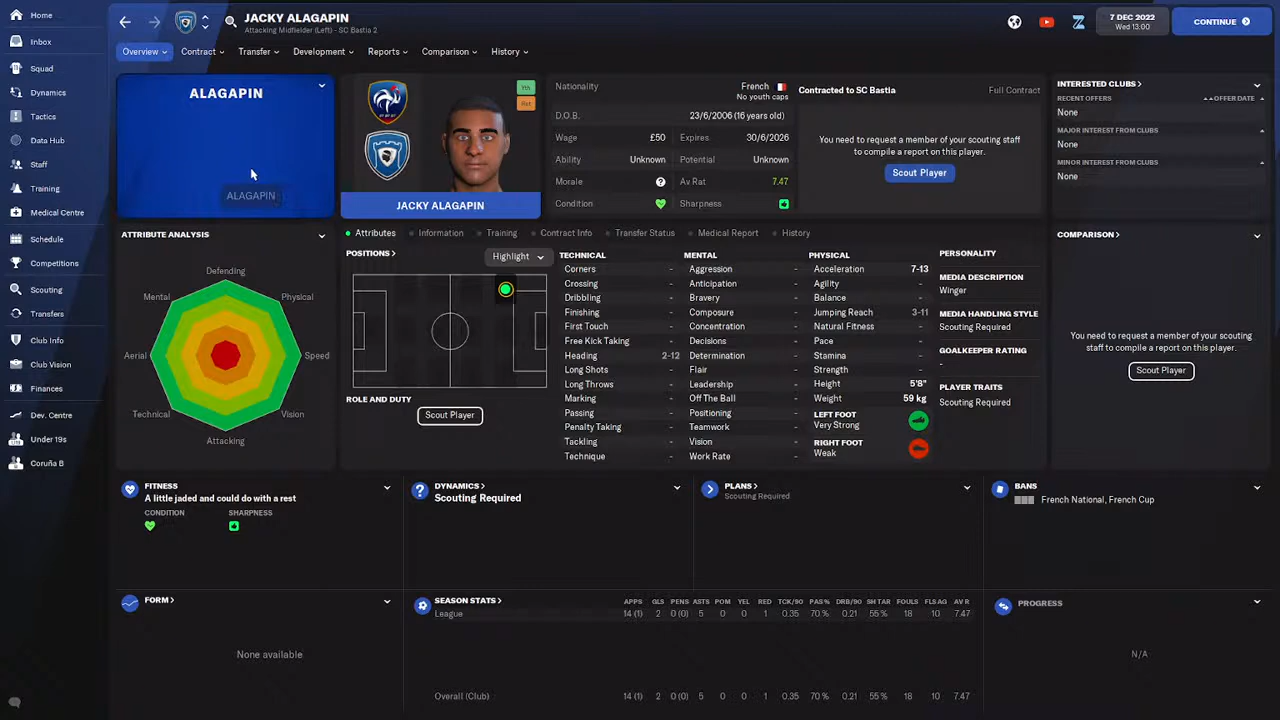 Home
Inbox
Squad
Dynamics
Tactics
Data Hub
Staff
Training
Medical Centre
Schedule
Competitions
Scouting
Transfers
Club Info
Club Vision
Finances
Dev. Centre
Under 19s
Coruña B
JACKY ALAGAPIN
Attacking Midfielder (Left) - SC Bastia 2
7 DEC 2022
Wed 13:00
CONTINUE
Overview
Contract
Transfer
Development
Reports
Comparison
History
ALAGAPIN
ALAGAPIN
Yth
Rst
JACKY ALAGAPIN
Nationality French
No youth caps
D.O.B. 23/6/2006 (16 years old)
Wage £50 Expires 30/6/2026
Ability Unknown Potential Unknown
Morale Av Rat 7.47
Condition Sharpness
Contracted to SC Bastia Full Contract
You need to request a member of your scouting staff
to compile a report on this player.
Scout Player
INTERESTED CLUBS
RECENT OFFERS OFFER DATE
None
MAJOR INTEREST FROM CLUBS
None
MINOR INTEREST FROM CLUBS
None
ATTRIBUTE ANALYSIS
Defending
Mental Physical
Aerial Speed
Technical Vision
Attacking
Attributes Information Training Contract Info Transfer Status Medical Report History
POSITIONS
Highlight
ROLE AND DUTY
Scout Player
TECHNICAL
Corners -
Crossing -
Dribbling -
Finishing -
First Touch -
Free Kick Taking -
Heading 2-12
Long Shots -
Long Throws -
Marking -
Passing -
Penalty Taking -
Tackling -
Technique -
MENTAL
Aggression -
Anticipation -
Bravery -
Composure -
Concentration -
Decisions -
Determination -
Flair -
Leadership -
Off The Ball -
Positioning -
Teamwork -
Vision -
Work Rate -
PHYSICAL
Acceleration 7-13
Agility -
Balance -
Jumping Reach 3-11
Natural Fitness -
Pace -
Stamina -
Strength -
Height 5'8"
Weight 59 kg
LEFT FOOT
Very Strong
RIGHT FOOT
Weak
PERSONALITY
MEDIA DESCRIPTION
Winger
MEDIA HANDLING STYLE
Scouting Required
GOALKEEPER RATING
-
PLAYER TRAITS
Scouting Required
COMPARISON
You need to request a member of your scouting
staff to compile a report on this player.
Scout Player
FITNESS
A little jaded and could do with a rest
CONDITION SHARPNESS
DYNAMICS
Scouting Required
PLANS
Scouting Required
BANS
French National, French Cup
FORM
None available
SEASON STATS APPS GLS PENS ASTS POM YEL RED TCK/90 PAS% DRB/90 SH TAR FOULS FLS AG AV R
League 14 (1) 2 0 (0) 5 0 0 1 0.35 70 % 0.21 55 % 18 10 7.47
Overall (Club) 14 (1) 2 0 (0) 5 0 0 1 0.35 70 % 0.21 55 % 18 10 7.47
PROGRESS
N/A